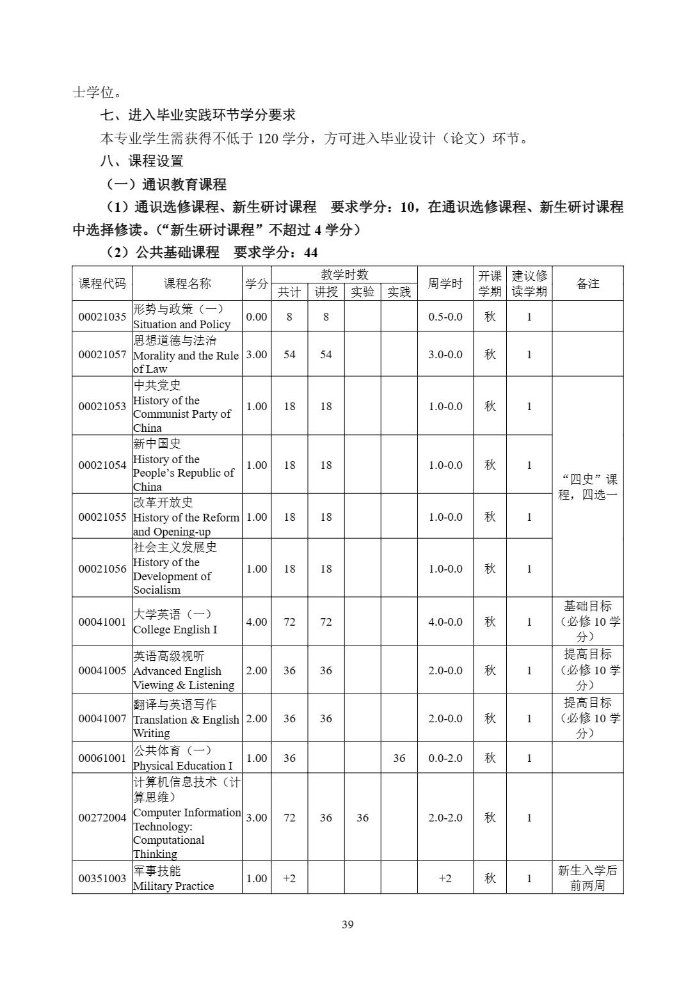 士学位。
七、进入毕业实践环节学分要求
本专业学生需获得不低于 120 学分，方可进入毕业设计（论文）环节。
八、课程设置
（一）通识教育课程
（1）通识选修课程、新生研讨课程　要求学分：10，在通识选修课程、新生研讨课程
中选择修读。（“新生研讨课程”不超过 4 学分）
（2）公共基础课程　要求学分：44
课程代码 课程名称 学分 教学时数 周学时 开课学期 建议修读学期 备注
共计 讲授 实验 实践
00021035 形势与政策（一） Situation and Policy 0.00 8 8 0.5-0.0 秋 1
00021057 思想道德与法治 Morality and the Rule of Law 3.00 54 54 3.0-0.0 秋 1
00021053 中共党史 History of the Communist Party of China 1.00 18 18 1.0-0.0 秋 1 “四史”课程，四选一
00021054 新中国史 History of the People's Republic of China 1.00 18 18 1.0-0.0 秋 1
00021055 改革开放史 History of the Reform and Opening-up 1.00 18 18 1.0-0.0 秋 1
00021056 社会主义发展史 History of the Development of Socialism 1.00 18 18 1.0-0.0 秋 1
00041001 大学英语（一） College English I 4.00 72 72 4.0-0.0 秋 1 基础目标（必修 10 学分）
00041005 英语高级视听 Advanced English Viewing & Listening 2.00 36 36 2.0-0.0 秋 1 提高目标（必修 10 学分）
00041007 翻译与英语写作 Translation & English Writing 2.00 36 36 2.0-0.0 秋 1 提高目标（必修 10 学分）
00061001 公共体育（一） Physical Education I 1.00 36 36 0.0-2.0 秋 1
00272004 计算机信息技术（计算思维） Computer Information Technology: Computational Thinking 3.00 72 36 36 2.0-2.0 秋 1
00351003 军事技能 Military Practice 1.00 +2 +2 秋 1 新生入学后前两周
39